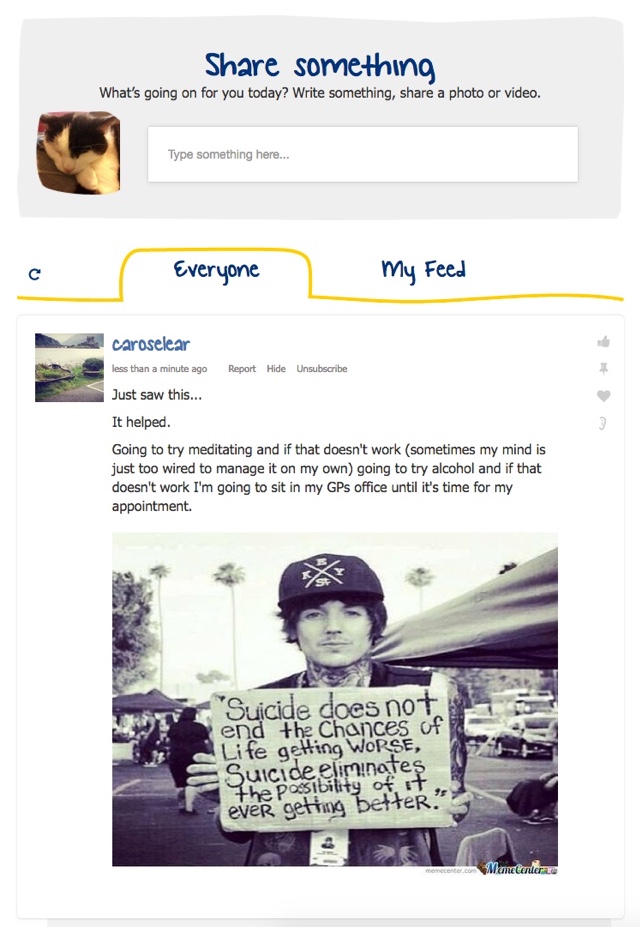 Share something
What's going on for you today? Write something, share a photo or video.
Type something here...
Everyone
My Feed
caroselear
less than a minute ago Report Hide Unsubscribe
Just saw this...
It helped.
Going to try meditating and if that doesn't work (sometimes my mind is
just too wired to manage it on my own) going to try alcohol and if that
doesn't work I'm going to sit in my GPs office until it's time for my
appointment.
"Suicide does not
end the Chances of
Life getting WORSE,
Suicide eliminates
the possibility of it
eveR getting betteR."
memecenter.com MemeCenter